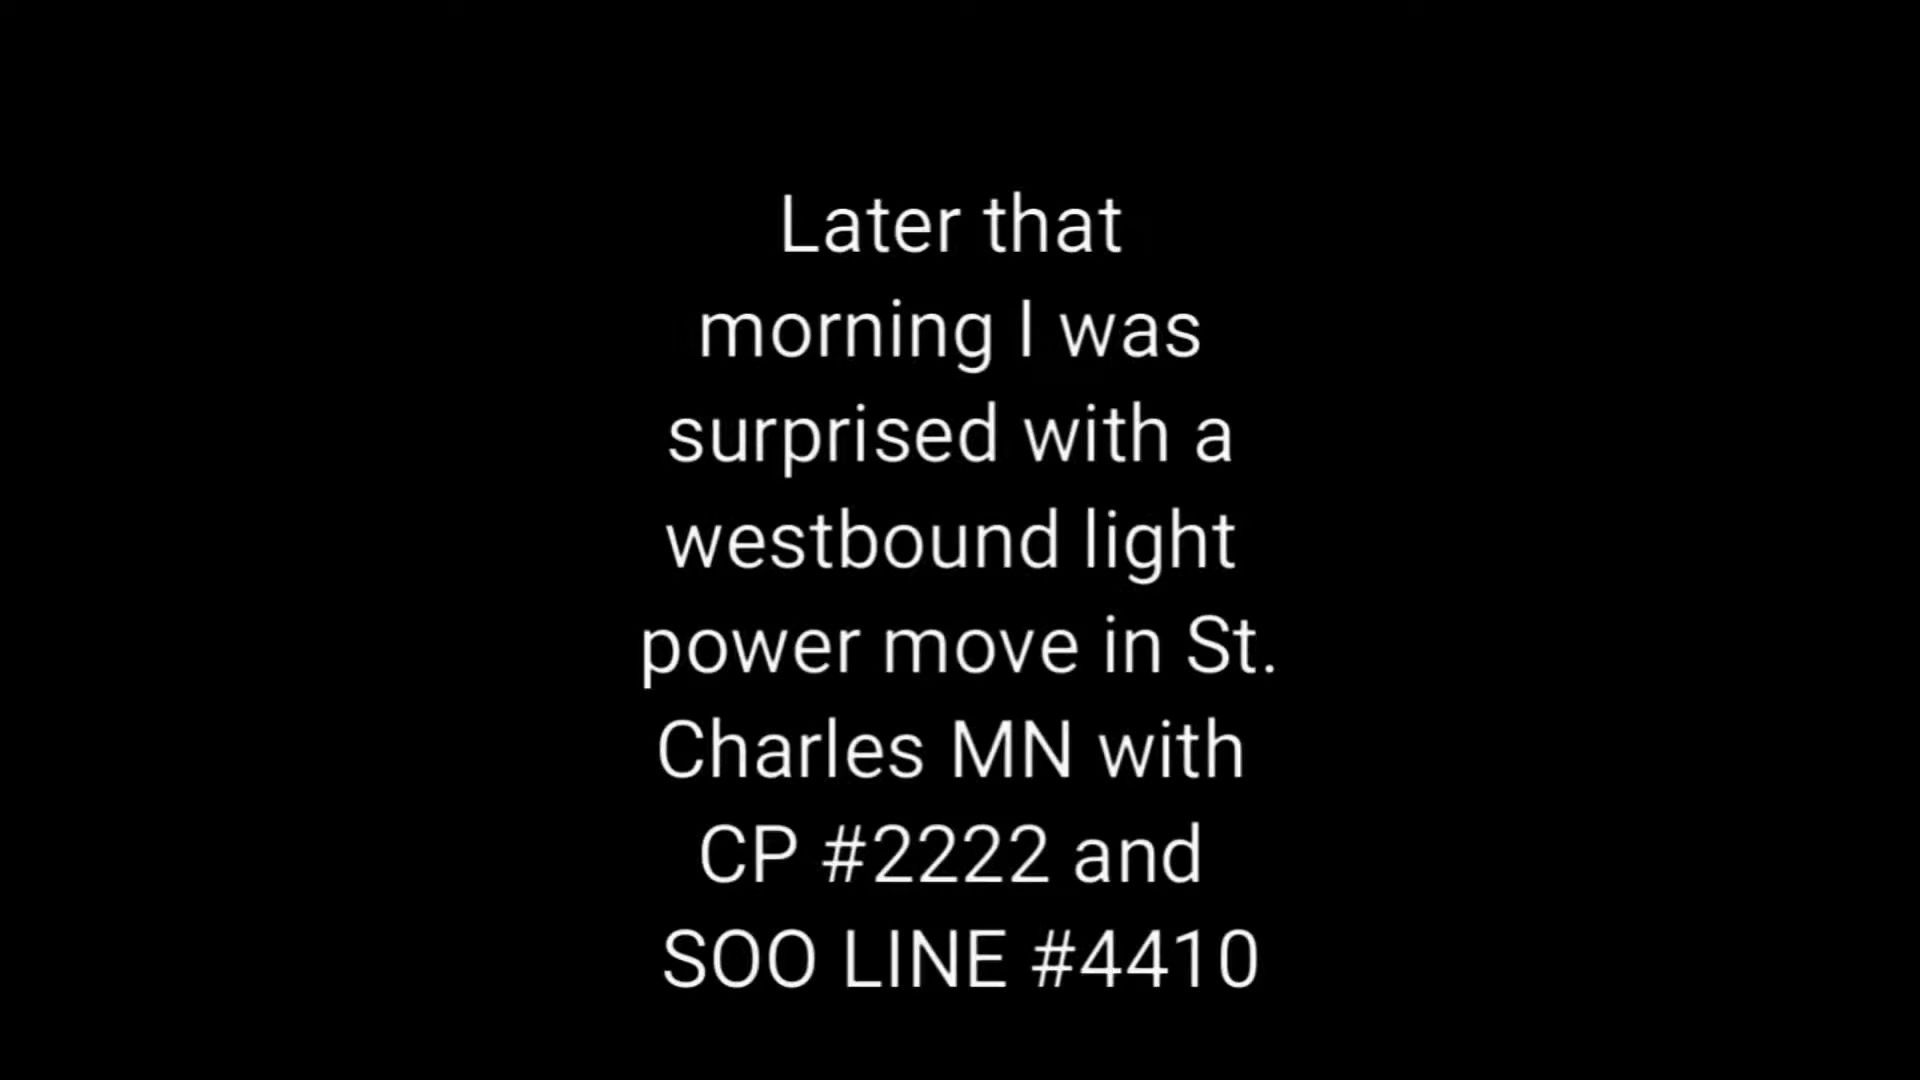 Later that
morning I was
surprised with a
westbound light
power move in St.
Charles MN with
CP #2222 and
SOO LINE #4410